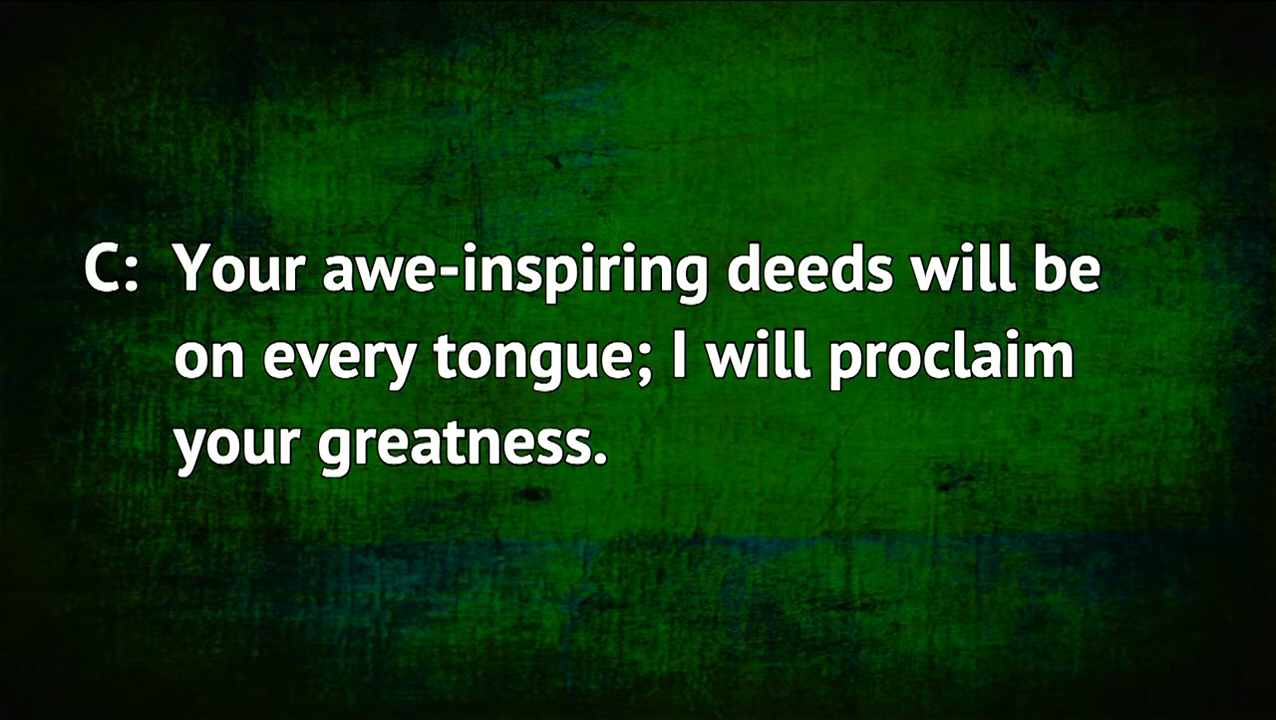 C: Your awe-inspiring deeds will be
on every tongue; I will proclaim
your greatness.